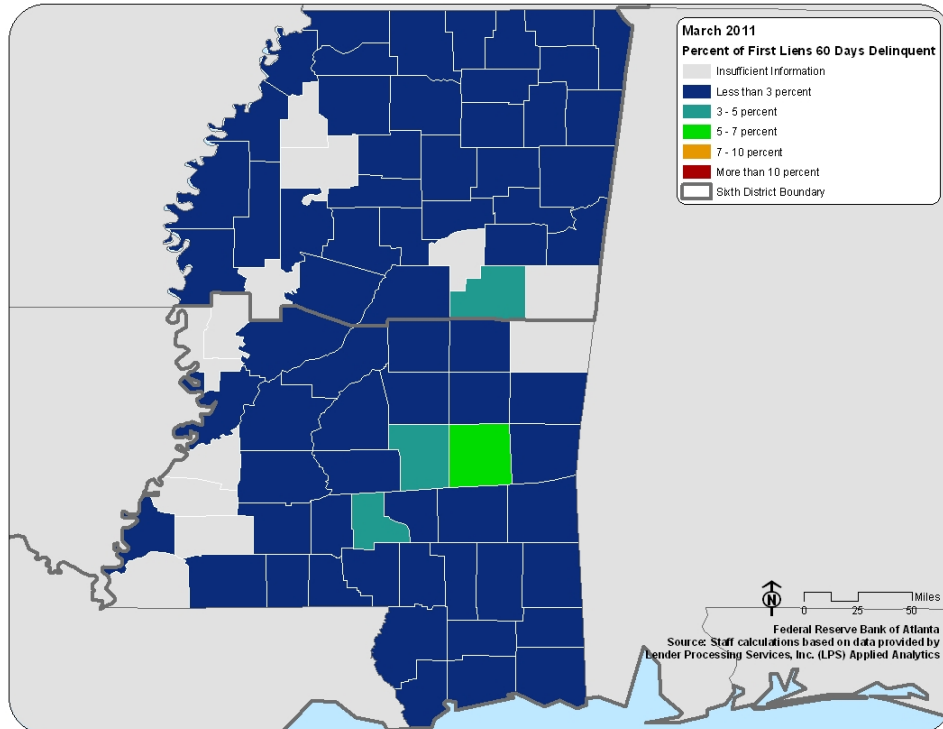 March 2011
Percent of First Liens 60 Days Delinquent
Insufficient Information
Less than 3 percent
3 - 5 percent
5 - 7 percent
7 - 10 percent
More than 10 percent
Sixth District Boundary
N
Miles
0 25 50
Federal Reserve Bank of Atlanta
Source: Staff calculations based on data provided by
Lender Processing Services, Inc. (LPS) Applied Analytics